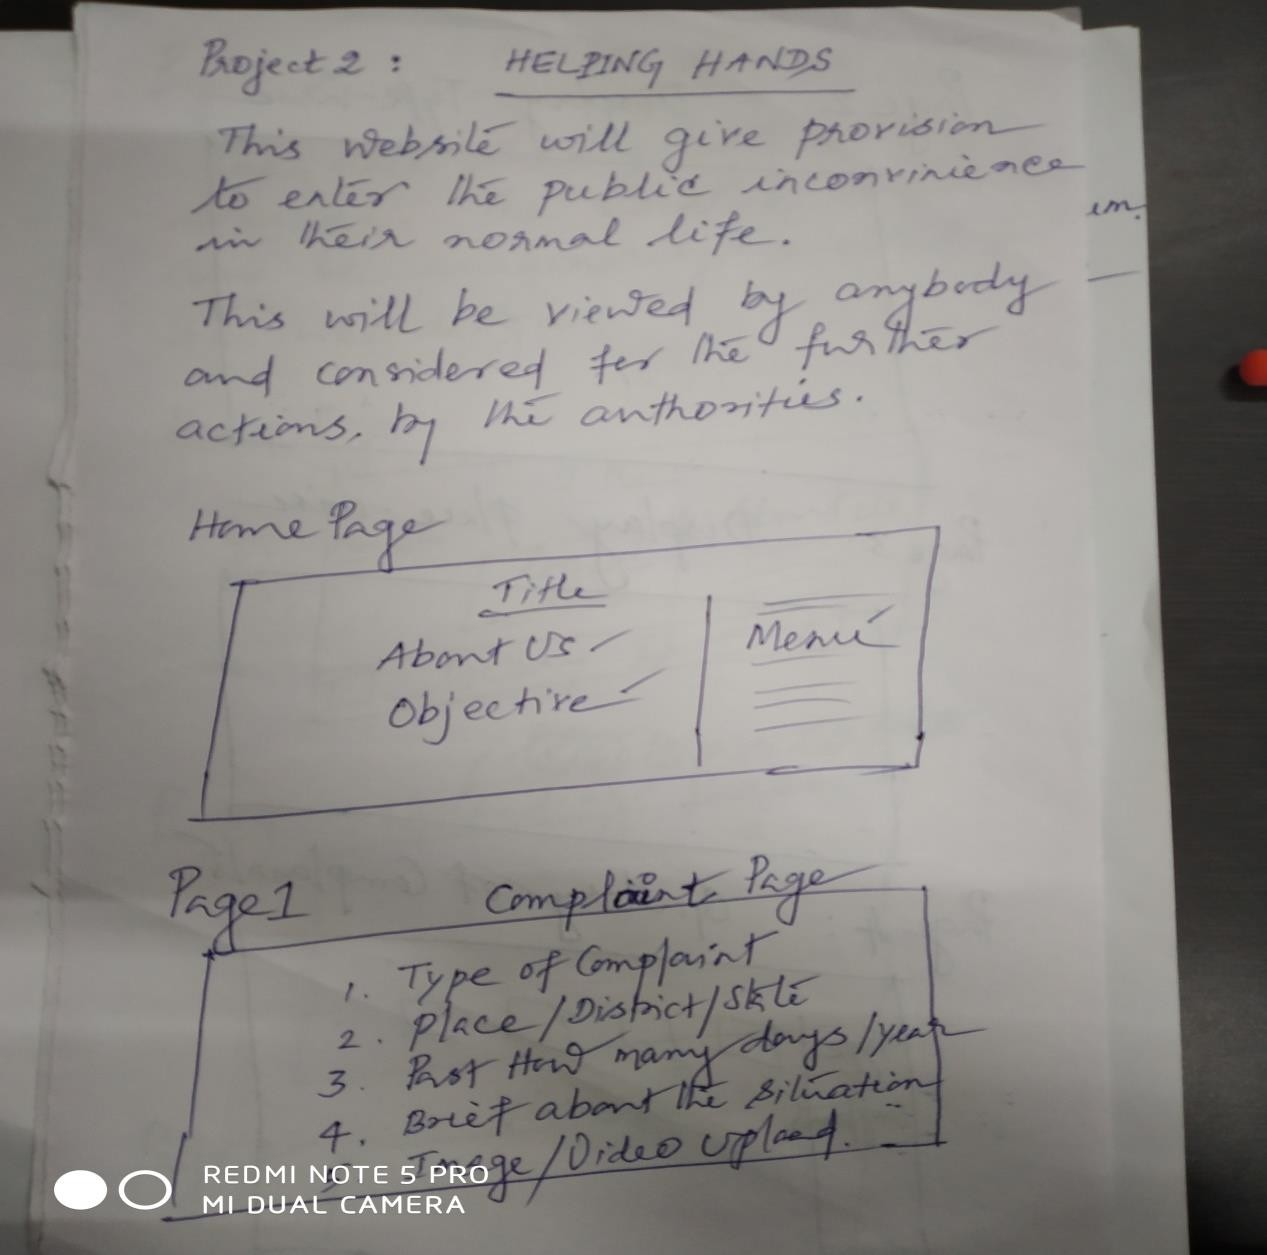 Project 2 : HELPING HANDS
This website will give provision
to enter the public inconvinience
in their normal life.
This will be viewed by anybody
and considered for the further
actions. by the authorities.
im.
Home Page
Title
About Us
Objective
Menu
Page 1 Complaint Page
1. Type of Complaint
2. Place/District/State
3. Past How many days/year
4. Brief about the situation
5. Image/Video upload.
REDMI NOTE 5 PRO
MI DUAL CAMERA